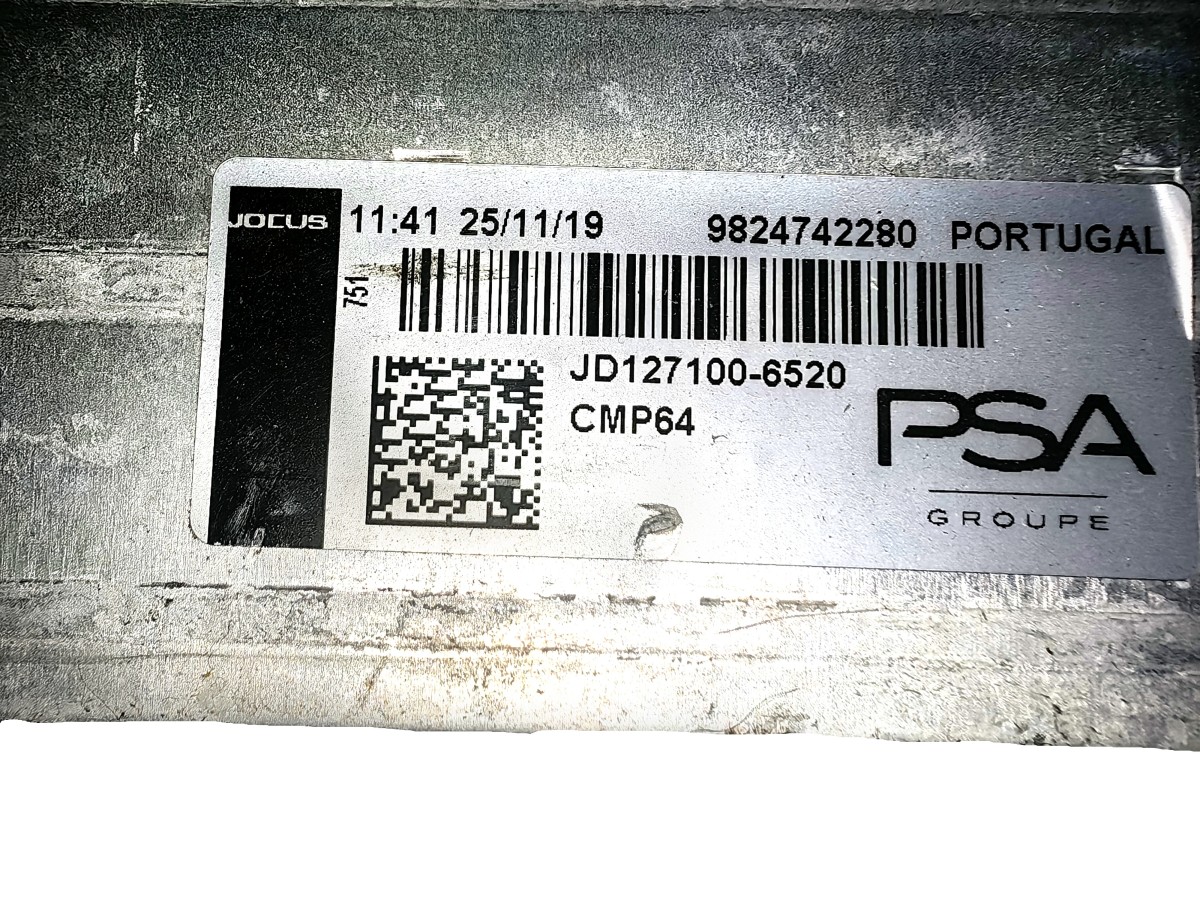 JOCUS 11:41 25/11/19 9824742280 PORTUGAL
751
JD127100-6520
CMP64
PSA
GROUPE